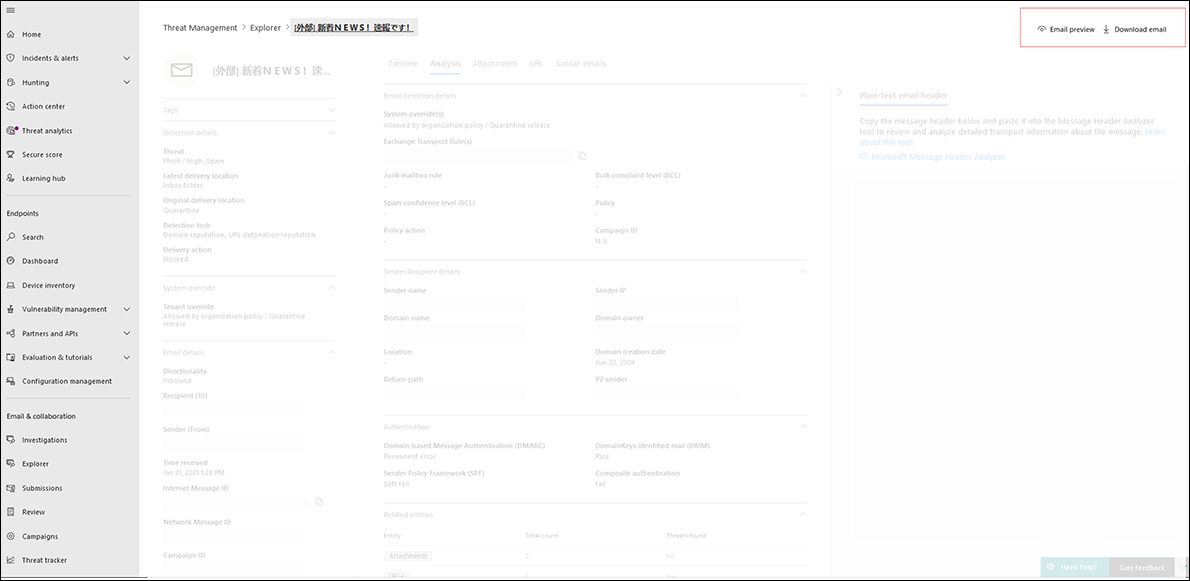 Home
Incidents & alerts
Hunting
Action center
Threat analytics
Secure score
Learning hub
Endpoints
Search
Dashboard
Device inventory
Vulnerability management
Partners and APIs
Evaluation & tutorials
Configuration management
Email & collaboration
Investigations
Explorer
Submissions
Review
Campaigns
Threat tracker
Threat Management > Explorer > [外部] 新着ＮＥＷＳ！ 速報です！
Email preview Download email
[外部] 新着ＮＥＷＳ！ 速...
Tags
Detection details
Threat
Phich / High ,Spam
Latest delivery location
Inbox folder
Original delivery location
Quarantine
Detection tech
Domain reputation, URL detonation reputation
Delivery action
Blocked
System override
Tenant override
Allowed by organization policy / Quarantine
release
Email details
Directionality
Inbound
Recipient (To)
Sender (From)
Time received
Jan 21, 2021 1:28 PM
Internet Message ID
Network Message ID
Campaign ID
Timeline Analysis Attachments URL Similar emails
Email detection details
System override(s)
Allowed by organization policy / Quarantine release
Exchange Transport Rule(s)
Junk mailbox rule Bulk complaint level (BCL)
- -
Spam confidence level (SCL) Policy
- -
Policy action Campaign ID
- N/A
Sender-Recipient details
Sender name Sender IP
Domain name Domain owner
Location Domain creation date
- Jun 30, 2004
Return-path P2 sender
Authentication
Domain-based Message Authentication (DMARC) DomainKeys identified mail (DKIM)
Permanent error Pass
Sender Policy Framework (SPF) Composite authentication
Soft fail fail
Related entities
Entity Total count Threats found
Attachments 0 No
Plain-text email header
Copy the message header below and paste it into the Message Header Analyzer
tool to review and analyze detailed transport information about the message. Learn
about this tool
Microsoft Message Header Analyzer
Need help? Give feedback